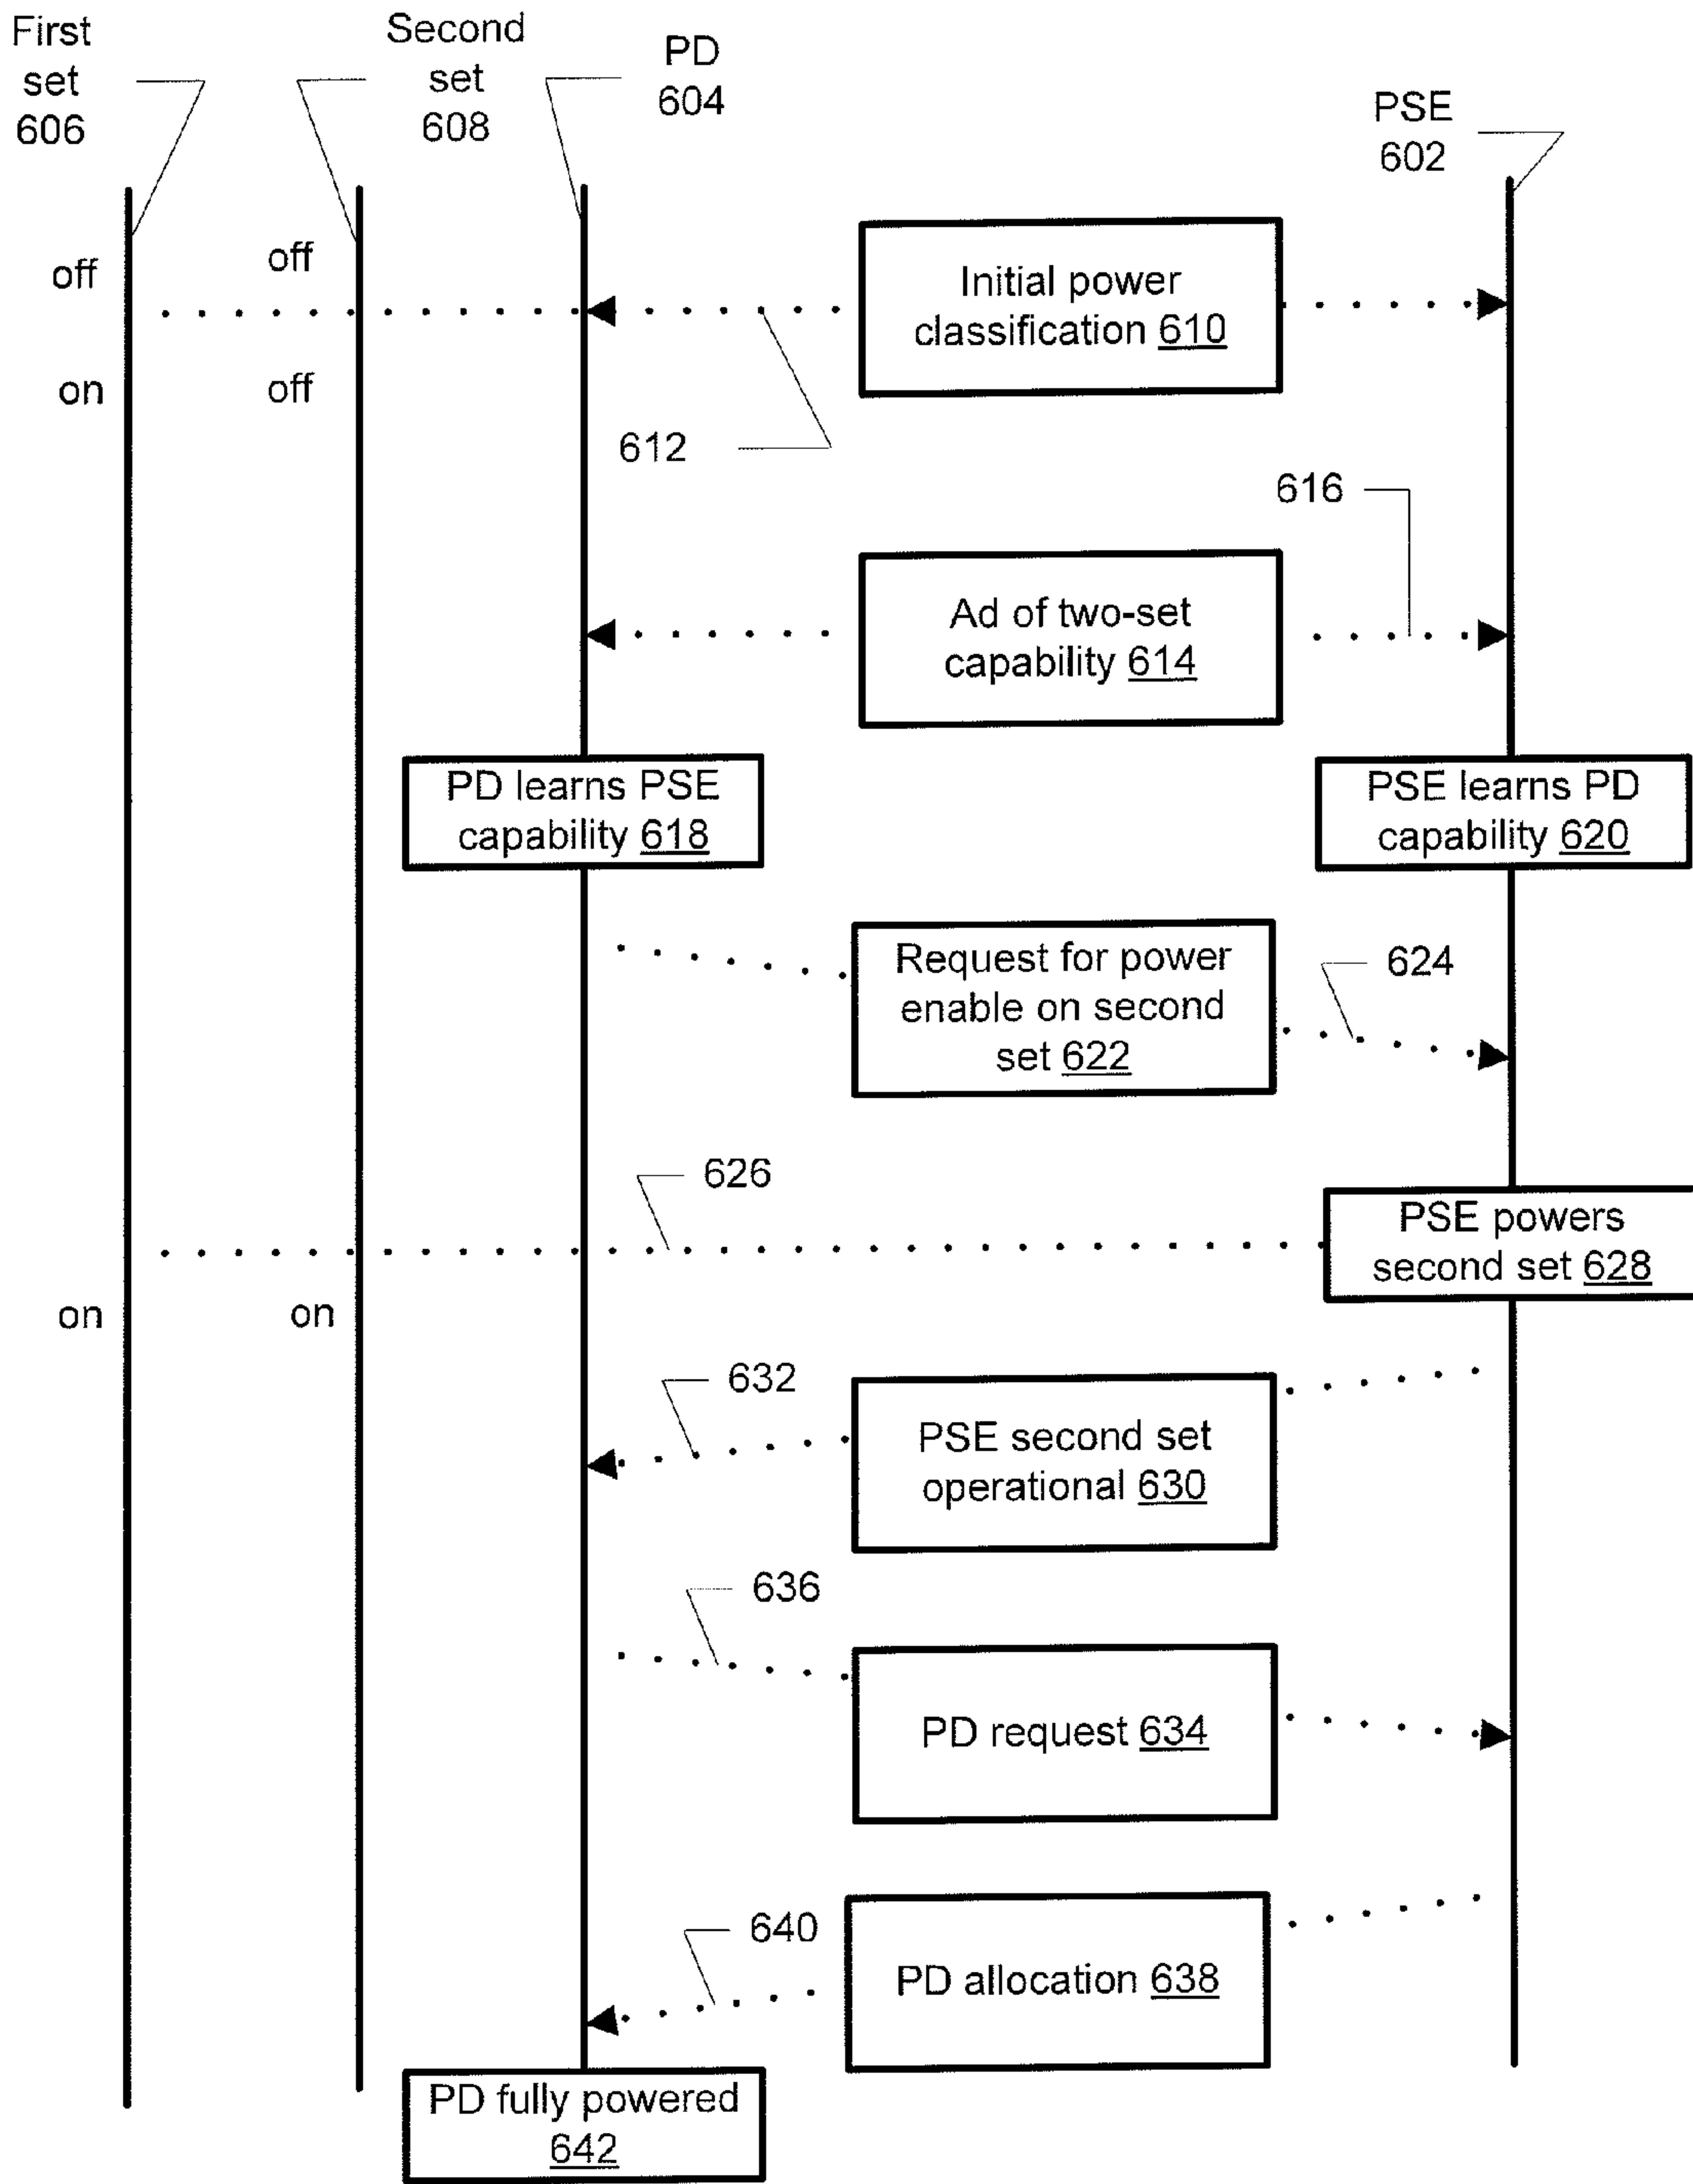 First
set
606
Second
set
608
PD
604
PSE
602
off
off
Initial power
classification 610
on
off
612
616
Ad of two-set
capability 614
PD learns PSE
capability 618
PSE learns PD
capability 620
Request for power
enable on second
set 622
624
626
PSE powers
second set 628
on
on
632
PSE second set
operational 630
636
PD request 634
640
PD allocation 638
PD fully powered
642